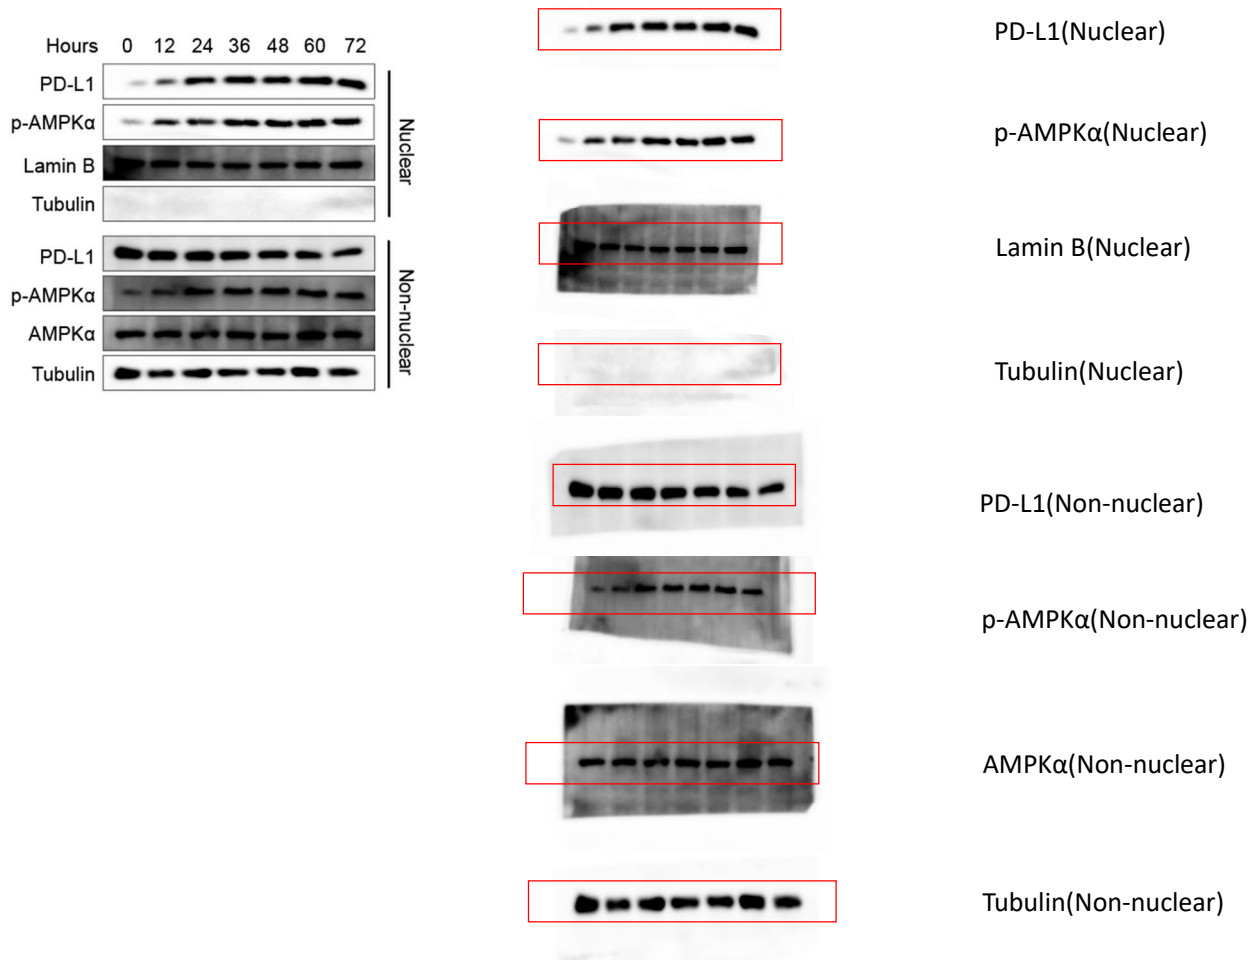 Hours 0 12 24 36 48 60 72
PD-L1
p-AMPKα
Lamin B
Tubulin
Nuclear
PD-L1
p-AMPKα
AMPKα
Tubulin
Non-nuclear
PD-L1(Nuclear)
p-AMPKα(Nuclear)
Lamin B(Nuclear)
Tubulin(Nuclear)
PD-L1(Non-nuclear)
p-AMPKα(Non-nuclear)
AMPKα(Non-nuclear)
Tubulin(Non-nuclear)